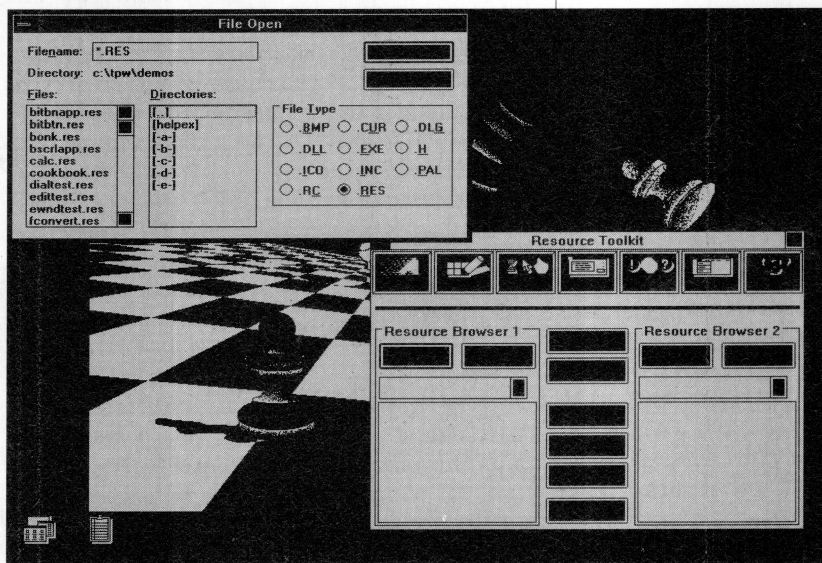 File Open
Filename: *.RES
Directory: c:\tpw\demos
Files:
bitbnapp.res
bitbtn.res
bonk.res
bscrlapp.res
calc.res
cookbook.res
dialtest.res
edittest.res
ewndtest.res
fconvert.res
Directories:
[..]
[helpex]
[-a-]
[-b-]
[-c-]
[-d-]
[-e-]
File Type
.BMP .CUR .DLG
.DLL .EXE .H
.ICO .INC .PAL
.RC .RES
Resource Toolkit
Resource Browser 1
Resource Browser 2